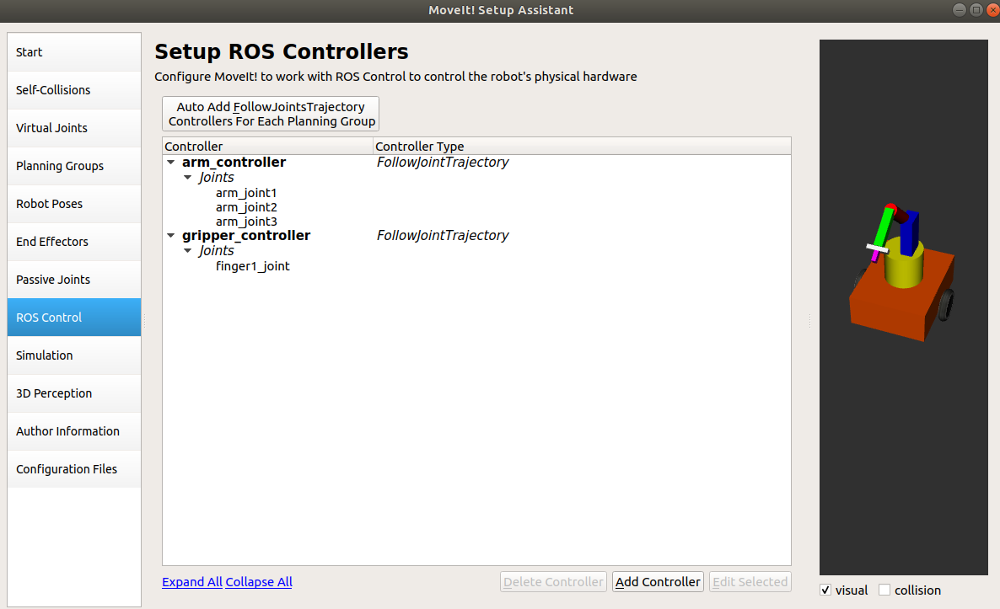 MoveIt! Setup Assistant
Start
Self-Collisions
Virtual Joints
Planning Groups
Robot Poses
End Effectors
Passive Joints
ROS Control
Simulation
3D Perception
Author Information
Configuration Files
Setup ROS Controllers
Configure MoveIt! to work with ROS Control to control the robot's physical hardware
Auto Add FollowJointsTrajectory
Controllers For Each Planning Group
Controller Controller Type
arm_controller FollowJointTrajectory
Joints
arm_joint1
arm_joint2
arm_joint3
gripper_controller FollowJointTrajectory
Joints
finger1_joint
Expand All Collapse All Delete Controller Add Controller Edit Selected
visual collision